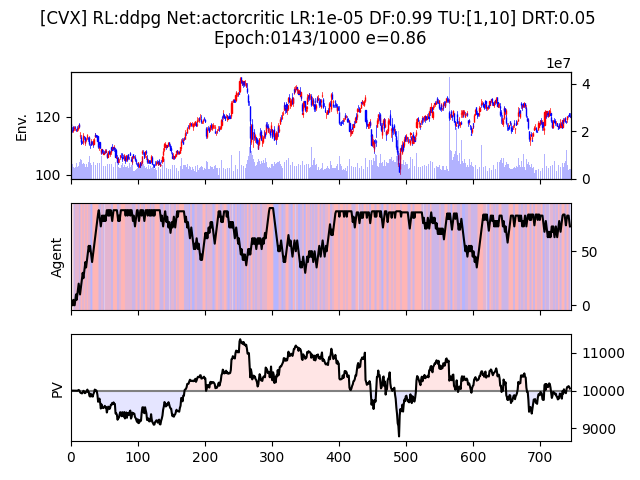 [CVX] RL:ddpg Net:actorcritic LR:1e-05 DF:0.99 TU:[1,10] DRT:0.05
Epoch:0143/1000 e=0.86
1e7
Env.
120
100
4
2
0
Agent
50
0
PV
11000
10000
9000
0 100 200 300 400 500 600 700